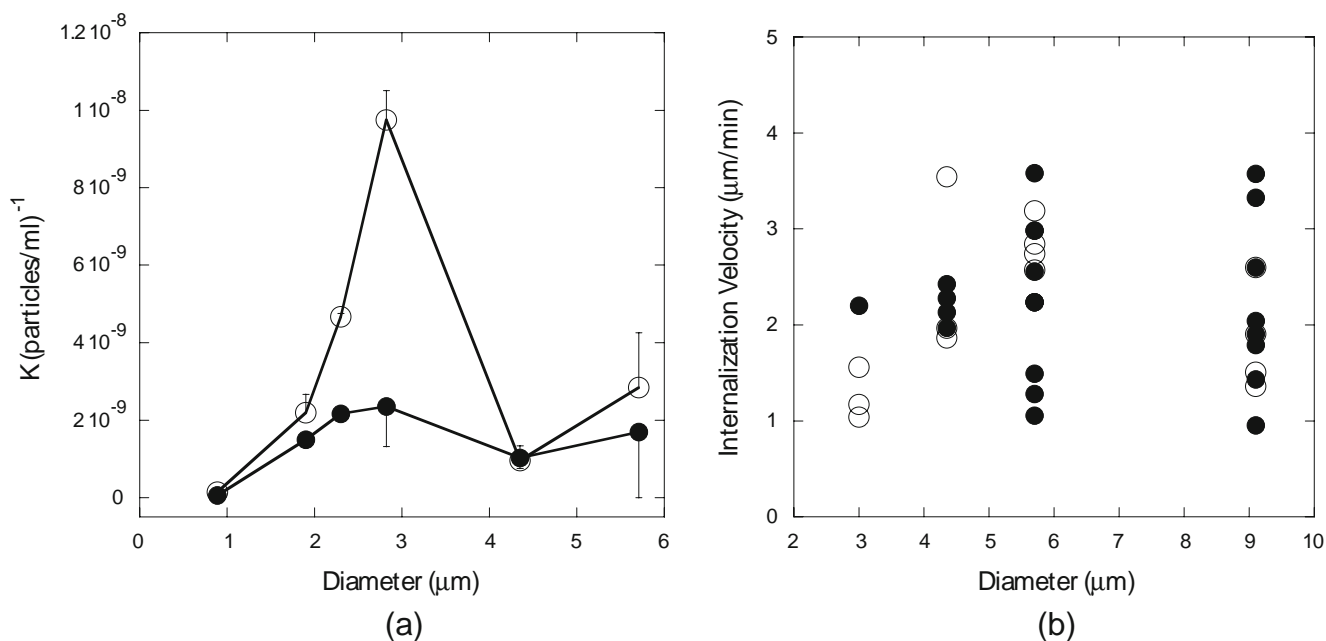 1.2 10^-8
1 10^-8
8 10^-9
6 10^-9
4 10^-9
2 10^-9
0
K (particles/ml)^-1
0 1 2 3 4 5 6
Diameter (μm)
(a)
5
4
3
2
1
0
Internalization Velocity (μm/min)
2 3 4 5 6 7 8 9 10
Diameter (μm)
(b)